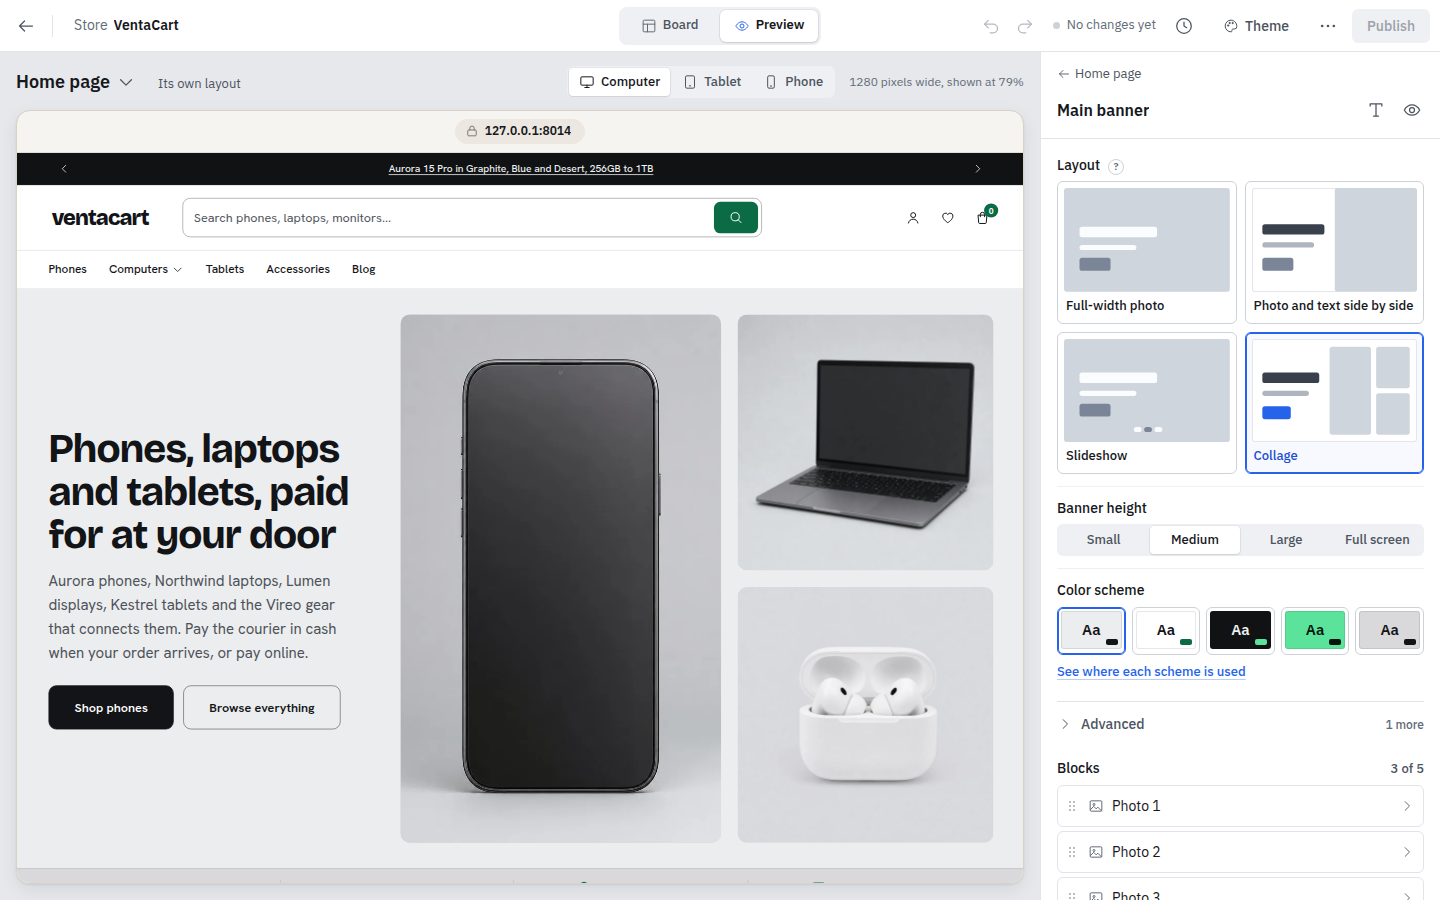 Store VentaCart
Board
Preview
No changes yet
Theme
Publish
Home page
Its own layout
Computer
Tablet
Phone
1280 pixels wide, shown at 79%
127.0.0.1:8014
Aurora 15 Pro in Graphite, Blue and Desert, 256GB to 1TB
ventacart
Search phones, laptops, monitors...
0
Phones
Computers
Tablets
Accessories
Blog
Phones, laptops
and tablets, paid
for at your door
Aurora phones, Northwind laptops, Lumen
displays, Kestrel tablets and the Vireo gear
that connects them. Pay the courier in cash
when your order arrives, or pay online.
Shop phones
Browse everything
Home page
Main banner
Layout ?
Full-width photo
Photo and text side by side
Slideshow
Collage
Banner height
Small
Medium
Large
Full screen
Color scheme
Aa
Aa
Aa
Aa
Aa
See where each scheme is used
Advanced
1 more
Blocks
3 of 5
Photo 1
Photo 2
Photo 3